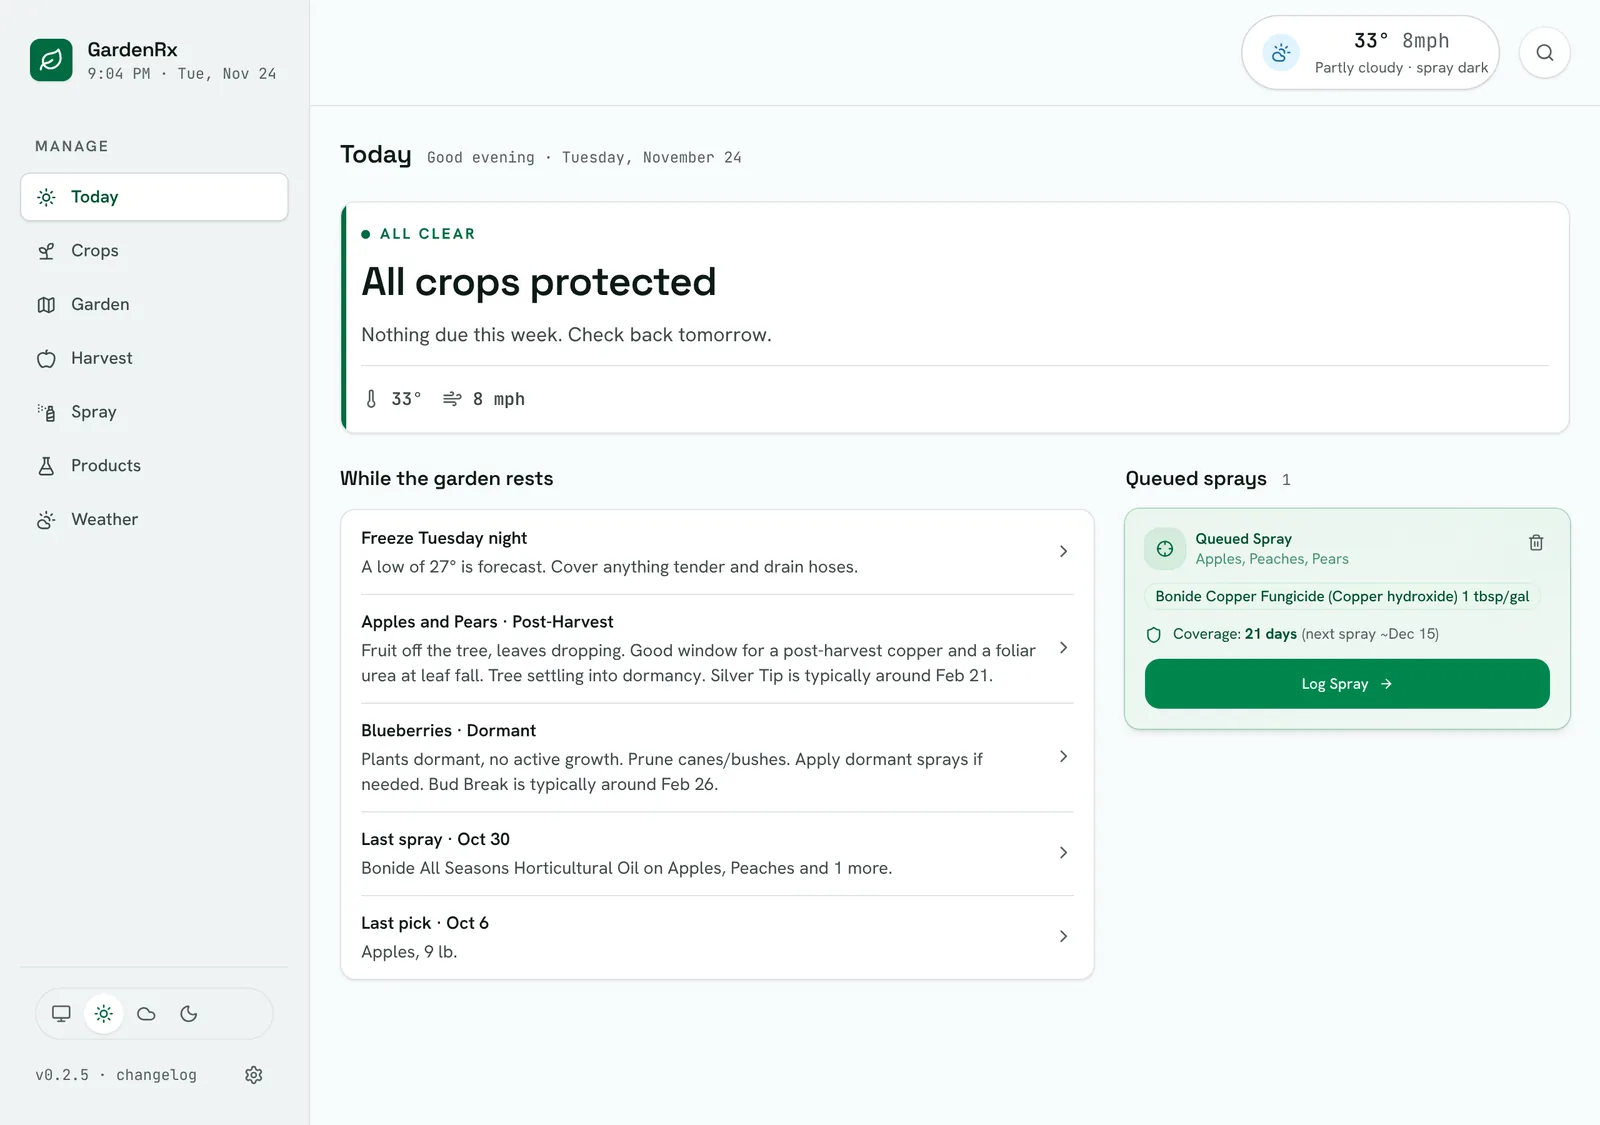 GardenRx
9:04 PM · Tue, Nov 24
MANAGE
Today
Crops
Garden
Harvest
Spray
Products
Weather
v0.2.5 · changelog
33° 8mph
Partly cloudy · spray dark
Today Good evening · Tuesday, November 24
ALL CLEAR
All crops protected
Nothing due this week. Check back tomorrow.
33° 8 mph
While the garden rests
Freeze Tuesday night
A low of 27° is forecast. Cover anything tender and drain hoses.
Apples and Pears · Post-Harvest
Fruit off the tree, leaves dropping. Good window for a post-harvest copper and a foliar
urea at leaf fall. Tree settling into dormancy. Silver Tip is typically around Feb 21.
Blueberries · Dormant
Plants dormant, no active growth. Prune canes/bushes. Apply dormant sprays if
needed. Bud Break is typically around Feb 26.
Last spray · Oct 30
Bonide All Seasons Horticultural Oil on Apples, Peaches and 1 more.
Last pick · Oct 6
Apples, 9 lb.
Queued sprays 1
Queued Spray
Apples, Peaches, Pears
Bonide Copper Fungicide (Copper hydroxide) 1 tbsp/gal
Coverage: 21 days (next spray ~Dec 15)
Log Spray →